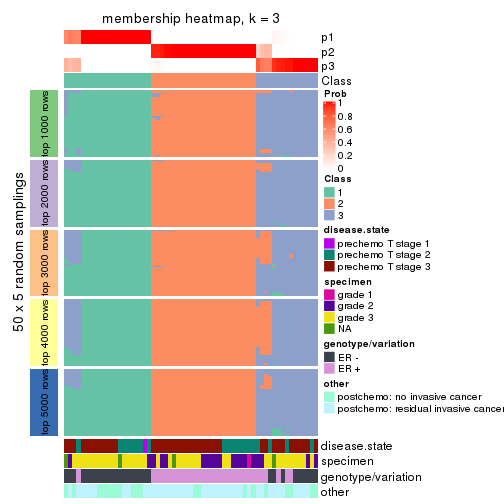 membership heatmap, k = 3
p1
p2
p3
Class
50 x 5 random samplings
top 1000 rows
top 2000 rows
top 3000 rows
top 4000 rows
top 5000 rows
Prob
1
0.8
0.6
0.4
0.2
0
Class
1
2
3
disease.state
prechemo T stage 1
prechemo T stage 2
prechemo T stage 3
specimen
grade 1
grade 2
grade 3
NA
genotype/variation
ER -
ER +
other
postchemo: no invasive cancer
postchemo: residual invasive cancer
disease.state
specimen
genotype/variation
other